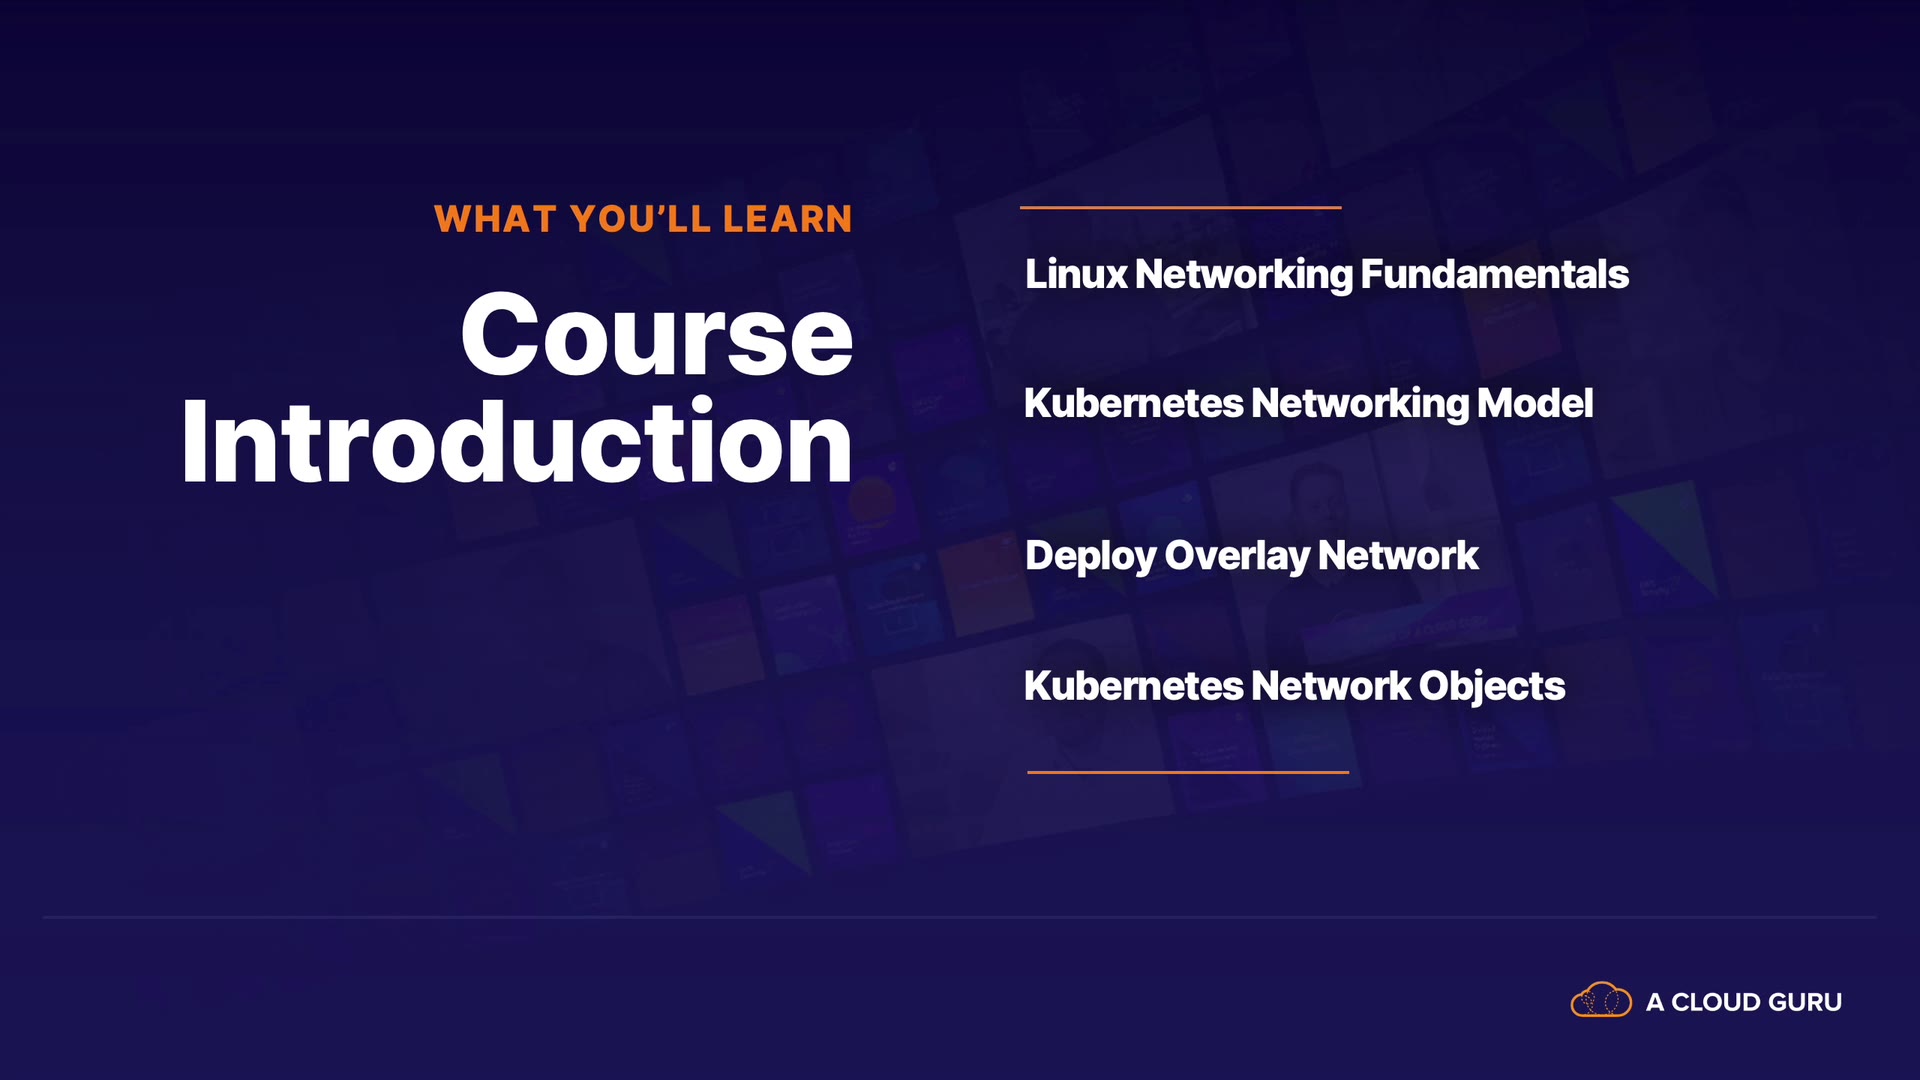 WHAT YOU’LL LEARN
Course
Introduction
Linux Networking Fundamentals
Kubernetes Networking Model
Deploy Overlay Network
Kubernetes Network Objects
A CLOUD GURU